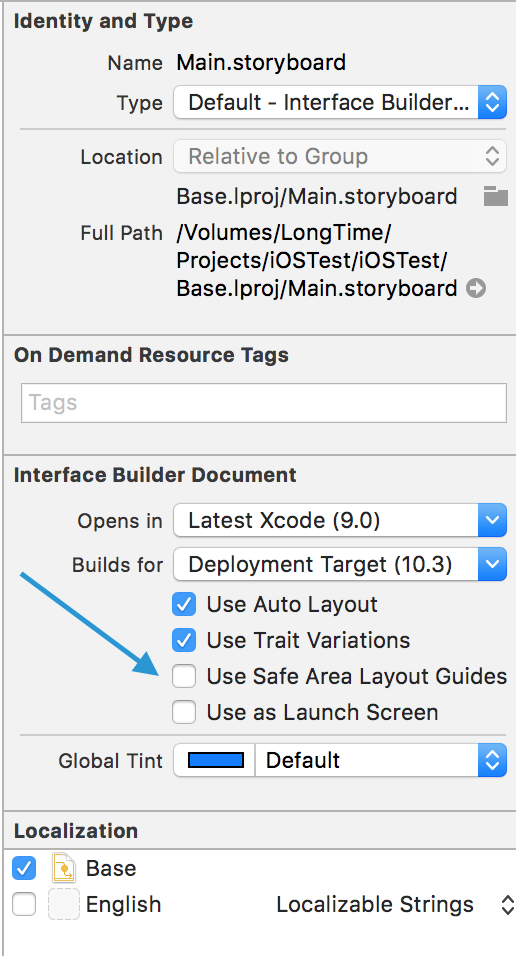 Identity and Type
Name Main.storyboard
Type Default - Interface Builder...
Location Relative to Group
Base.lproj/Main.storyboard
Full Path /Volumes/LongTime/
Projects/iOSTest/iOSTest/
Base.lproj/Main.storyboard
On Demand Resource Tags
Tags
Interface Builder Document
Opens in Latest Xcode (9.0)
Builds for Deployment Target (10.3)
Use Auto Layout
Use Trait Variations
Use Safe Area Layout Guides
Use as Launch Screen
Global Tint Default
Localization
Base
English Localizable Strings